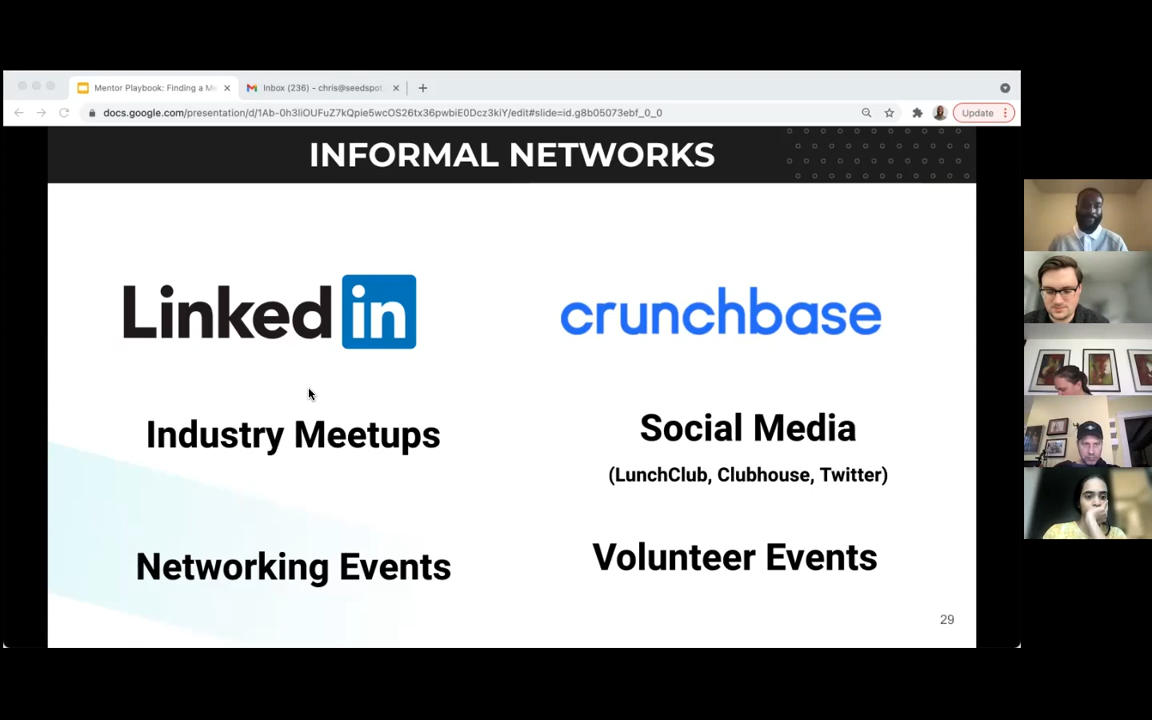 Mentor Playbook: Finding a Me
Inbox (236) - chris@seedspot
docs.google.com/presentation/d/1Ab-0h3liOUFuZ7kQpie5wcOS26tx36pwbiE0Dcz3kiY/edit#slide=id.g8b05073ebf_0_0
Update
INFORMAL NETWORKS
Linked in
crunchbase
Industry Meetups
Social Media
(LunchClub, Clubhouse, Twitter)
Networking Events
Volunteer Events
29